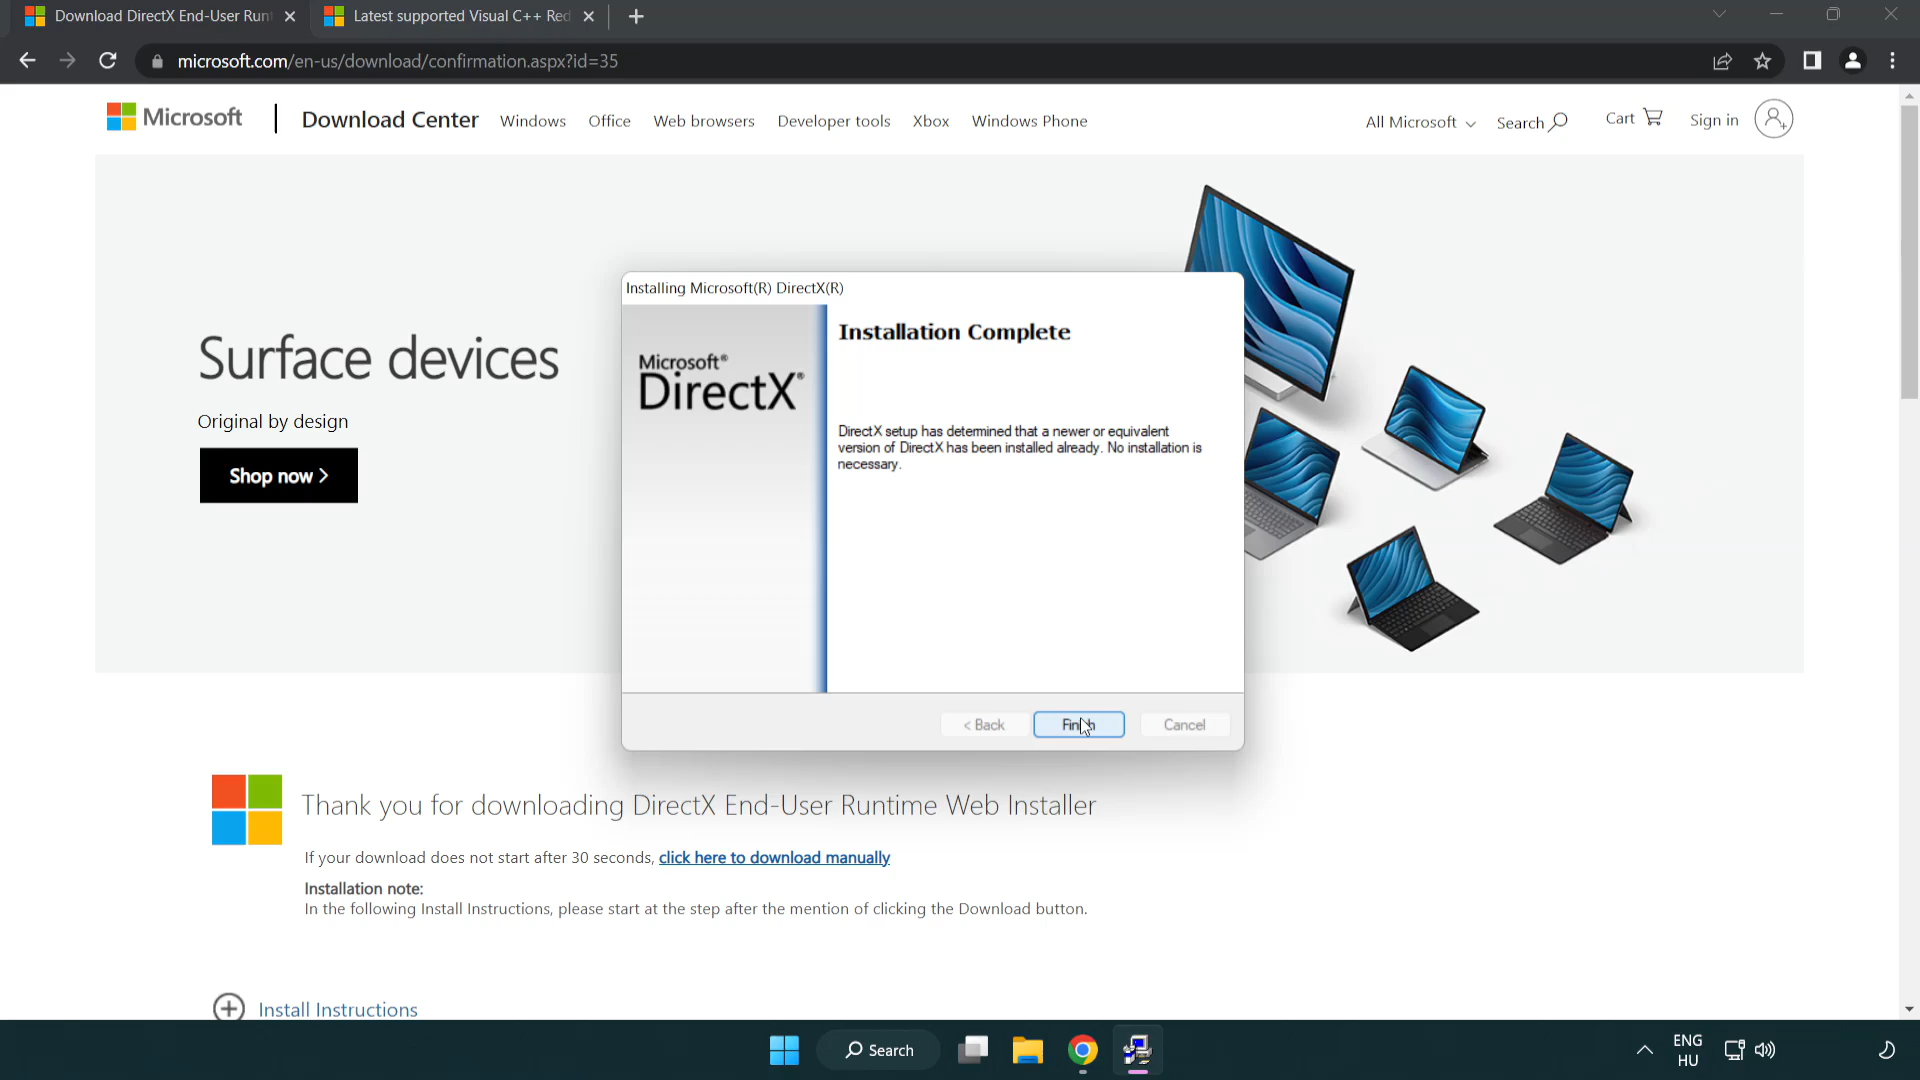 Download DirectX End-User Runt
Latest supported Visual C++ Red
microsoft.com/en-us/download/confirmation.aspx?id=35
Microsoft
Download Center
Windows
Office
Web browsers
Developer tools
Xbox
Windows Phone
All Microsoft
Search
Cart
Sign in
Surface devices
Original by design
Shop now >
Installing Microsoft(R) DirectX(R)
Microsoft®
DirectX®
Installation Complete
DirectX setup has determined that a newer or equivalent
version of DirectX has been installed already. No installation is
necessary.
< Back
Finish
Cancel
Thank you for downloading DirectX End-User Runtime Web Installer
If your download does not start after 30 seconds, click here to download manually
Installation note:
In the following Install Instructions, please start at the step after the mention of clicking the Download button.
Install Instructions
Search
ENG
HU